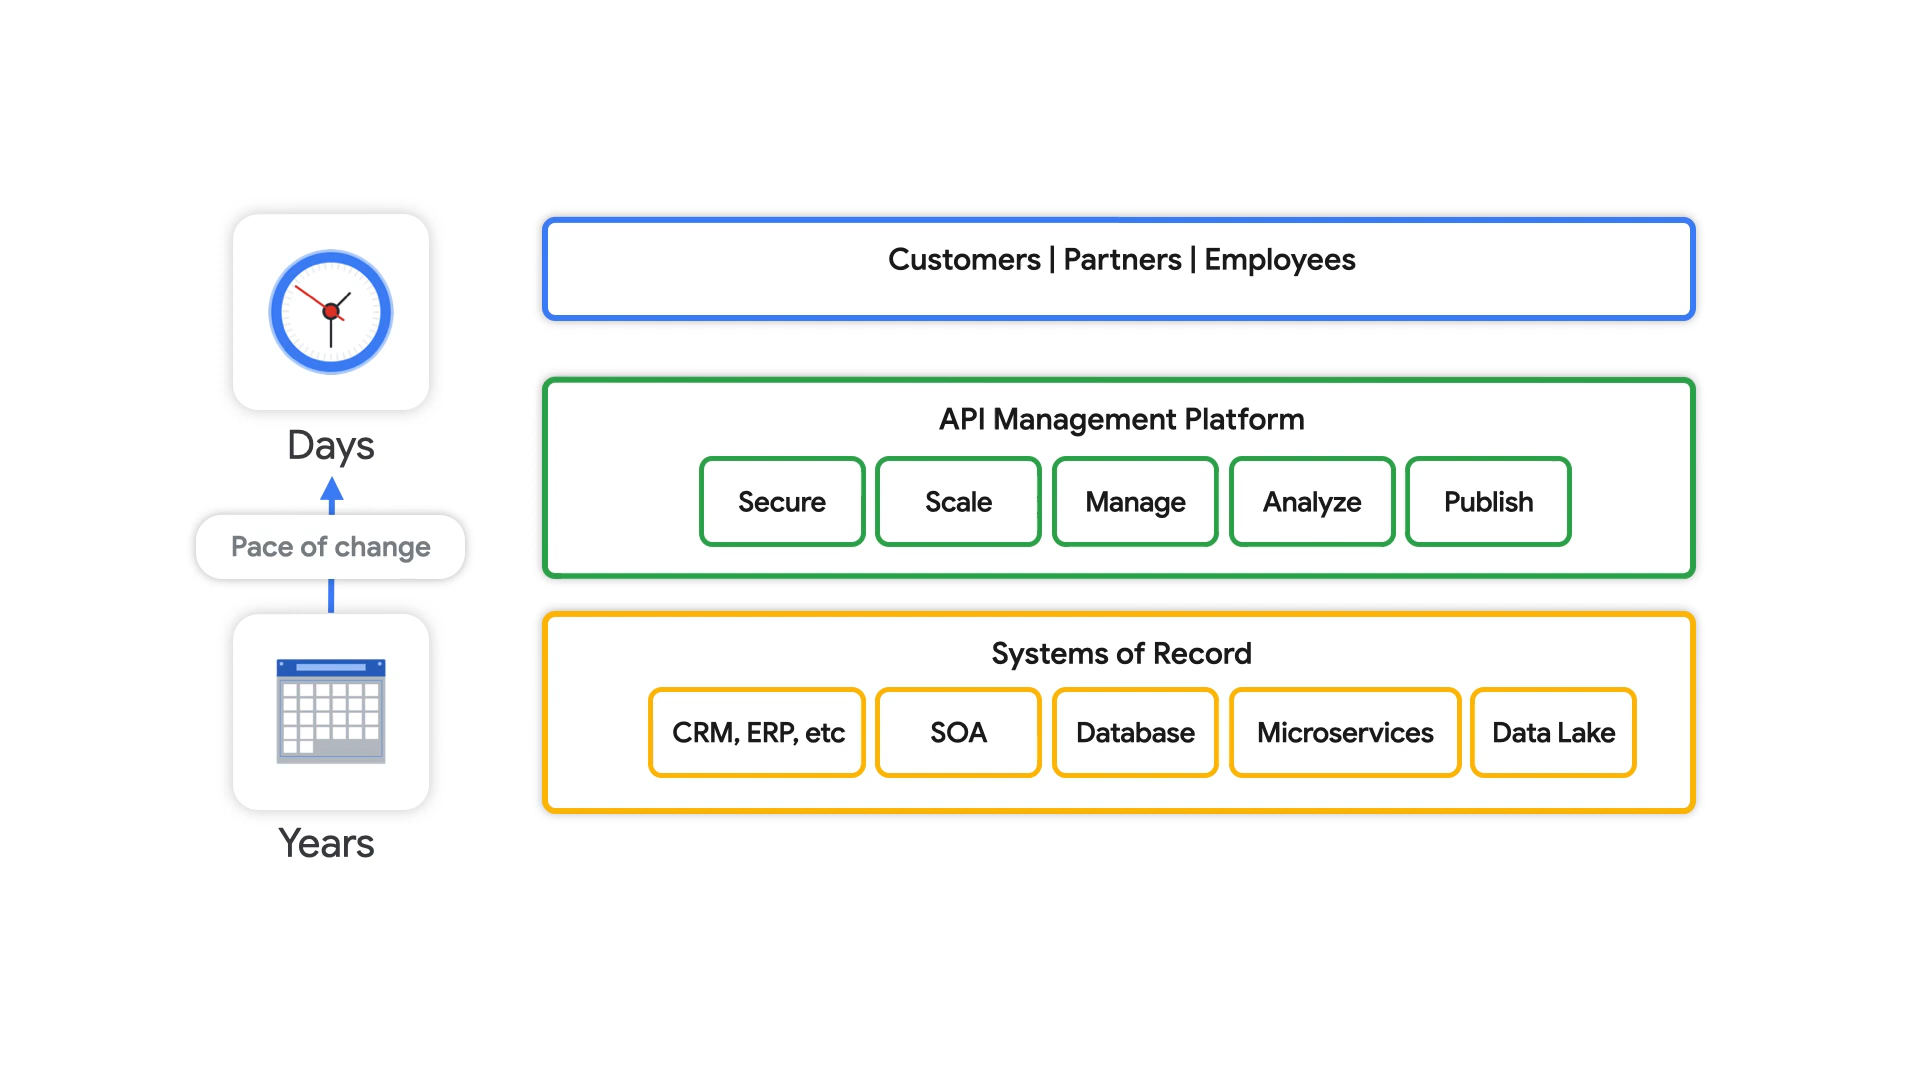 Days
Pace of change
Years
Customers | Partners | Employees
API Management Platform
Secure
Scale
Manage
Analyze
Publish
Systems of Record
CRM, ERP, etc
SOA
Database
Microservices
Data Lake